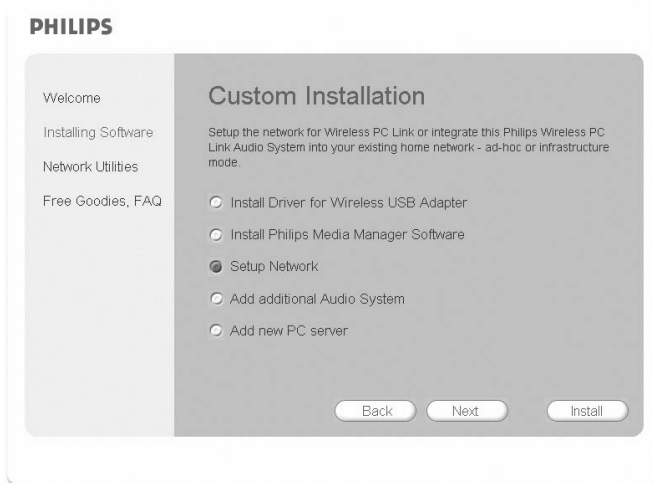 PHILIPS
Welcome
Installing Software
Network Utilities
Free Goodies, FAQ
Custom Installation
Setup the network for Wireless PC Link or integrate this Philips Wireless PC
Link Audio System into your existing home network - ad-hoc or infrastructure
mode.
Install Driver for Wireless USB Adapter
Install Philips Media Manager Software
Setup Network
Add additional Audio System
Add new PC server
Back
Next
Install